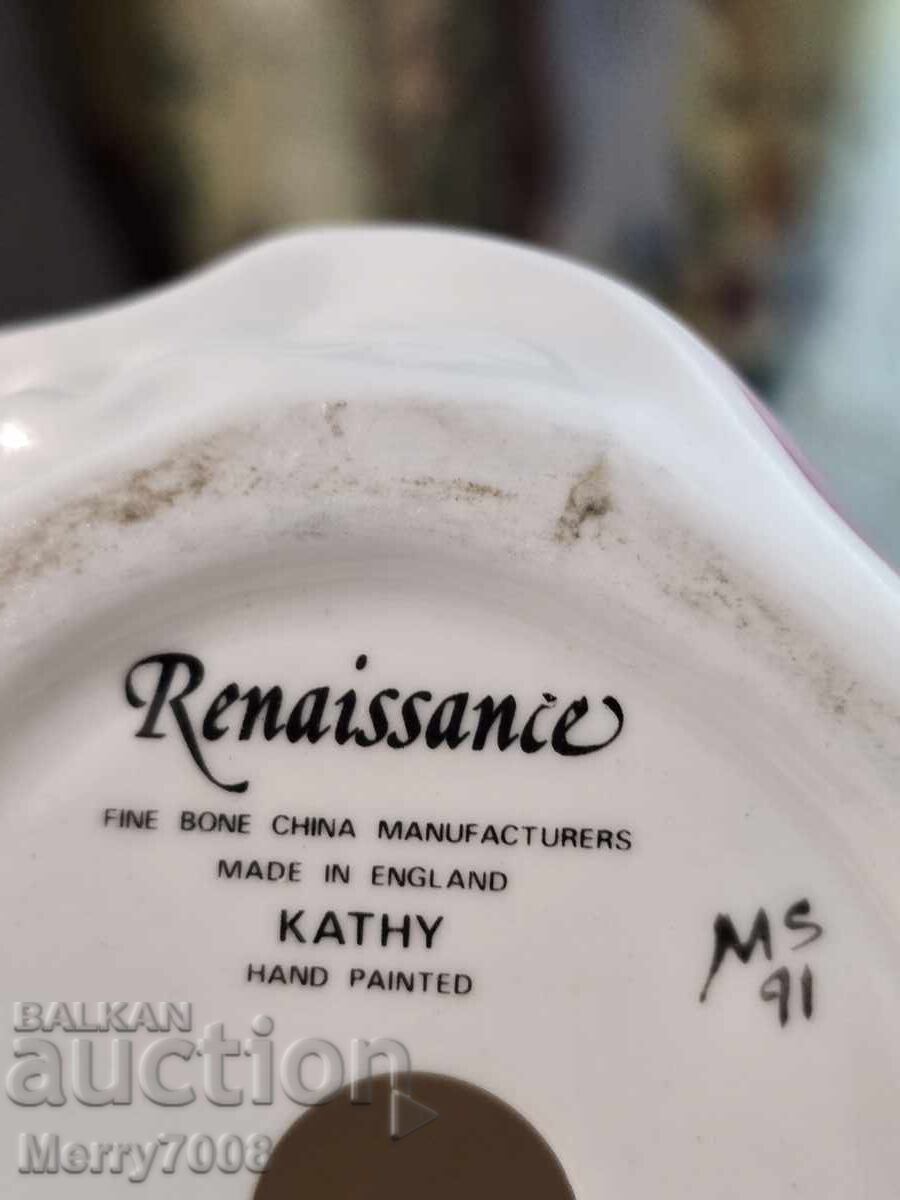 Renaissance
FINE BONE CHINA MANUFACTURERS
MADE IN ENGLAND
KATHY
HAND PAINTED
MS
91
BALKAN
auction
Merry7008